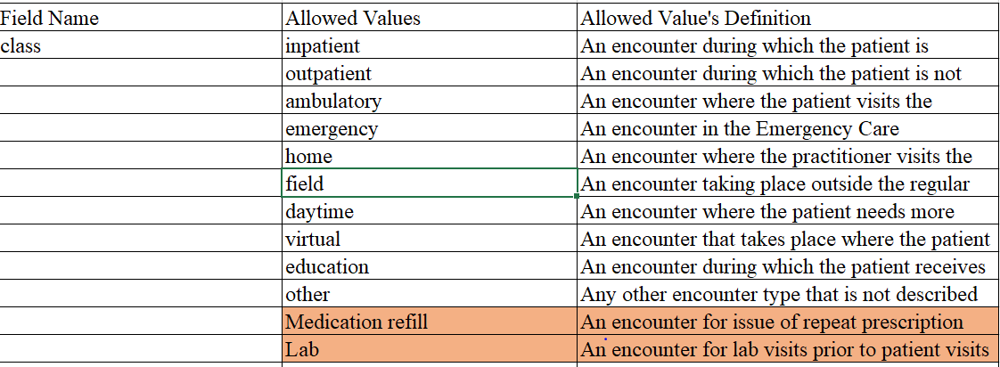 Field Name Allowed Values Allowed Value's Definition
class inpatient An encounter during which the patient is
outpatient An encounter during which the patient is not
ambulatory An encounter where the patient visits the
emergency An encounter in the Emergency Care
home An encounter where the practitioner visits the
field An encounter taking place outside the regular
daytime An encounter where the patient needs more
virtual An encounter that takes place where the patient
education An encounter during which the patient receives
other Any other encounter type that is not described
Medication refill An encounter for issue of repeat prescription
Lab An encounter for lab visits prior to patient visits